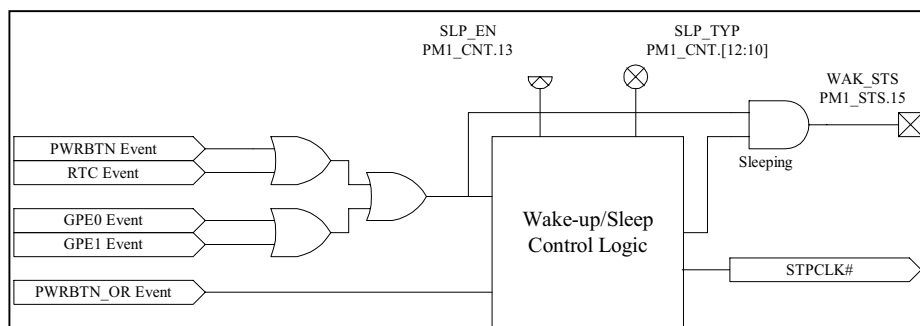 SLP_EN
PM1_CNT.13
SLP_TYP
PM1_CNT.[12:10]
WAK_STS
PM1_STS.15
PWRBTN Event
RTC Event
Sleeping
GPE0 Event
GPE1 Event
Wake-up/Sleep
Control Logic
STPCLK#
PWRBTN_OR Event